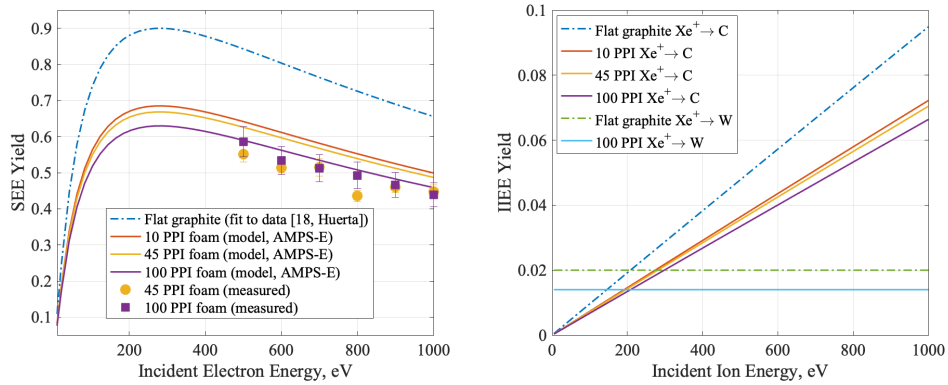 SEE Yield
0.9
0.8
0.7
0.6
0.5
0.4
0.3
0.2
0.1
200
400
600
800
1000
Incident Electron Energy, eV
Flat graphite (fit to data [18, Huerta])
10 PPI foam (model, AMPS-E)
45 PPI foam (model, AMPS-E)
100 PPI foam (model, AMPS-E)
45 PPI foam (measured)
100 PPI foam (measured)
IIEE Yield
0.1
0.08
0.06
0.04
0.02
0
0
200
400
600
800
1000
Incident Ion Energy, eV
Flat graphite Xe⁺→ C
10 PPI Xe⁺→ C
45 PPI Xe⁺→ C
100 PPI Xe⁺→ C
Flat graphite Xe⁺→ W
100 PPI Xe⁺→ W